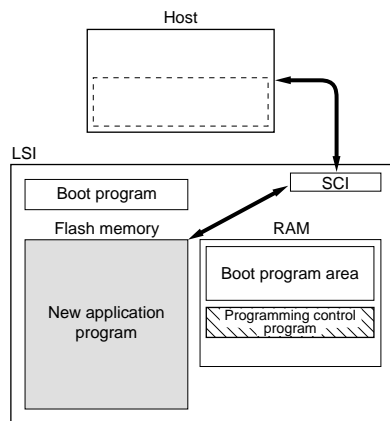 Host
LSI
SCI
Boot program
Flash memory
RAM
New application
program
Boot program area
Programming control
program